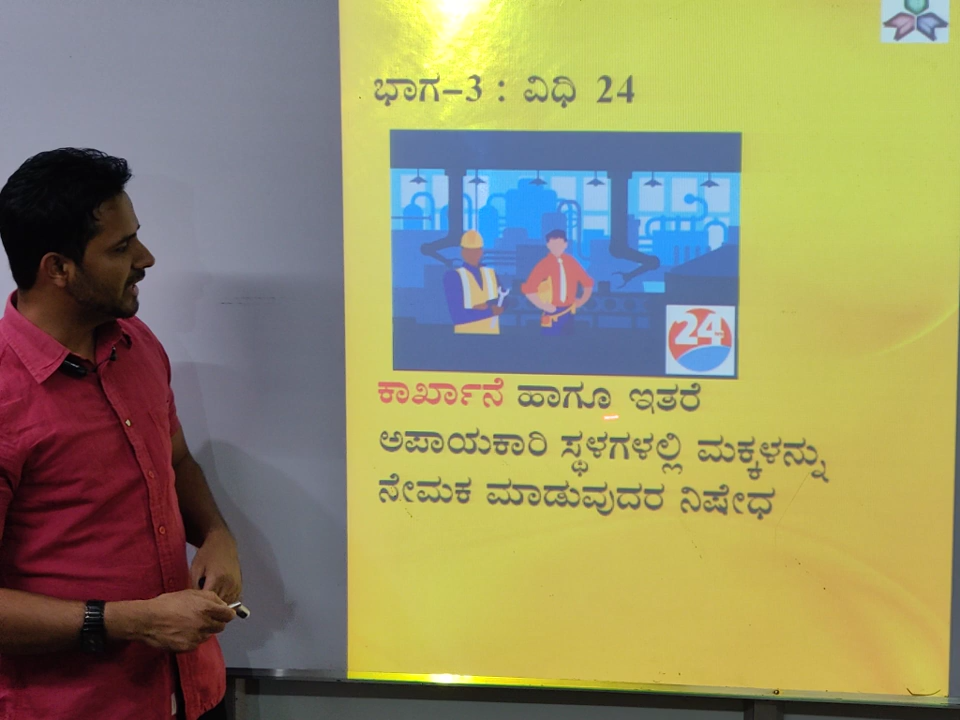 ಭಾಗ-3 : ವಿಧಿ 24
24
ಕಾರ್ಖಾನೆ ಹಾಗೂ ಇತರೆ
ಅಪಾಯಕಾರಿ ಸ್ಥಳಗಳಲ್ಲಿ ಮಕ್ಕಳನ್ನು
ನೇಮಕ ಮಾಡುವುದರ ನಿಷೇಧ